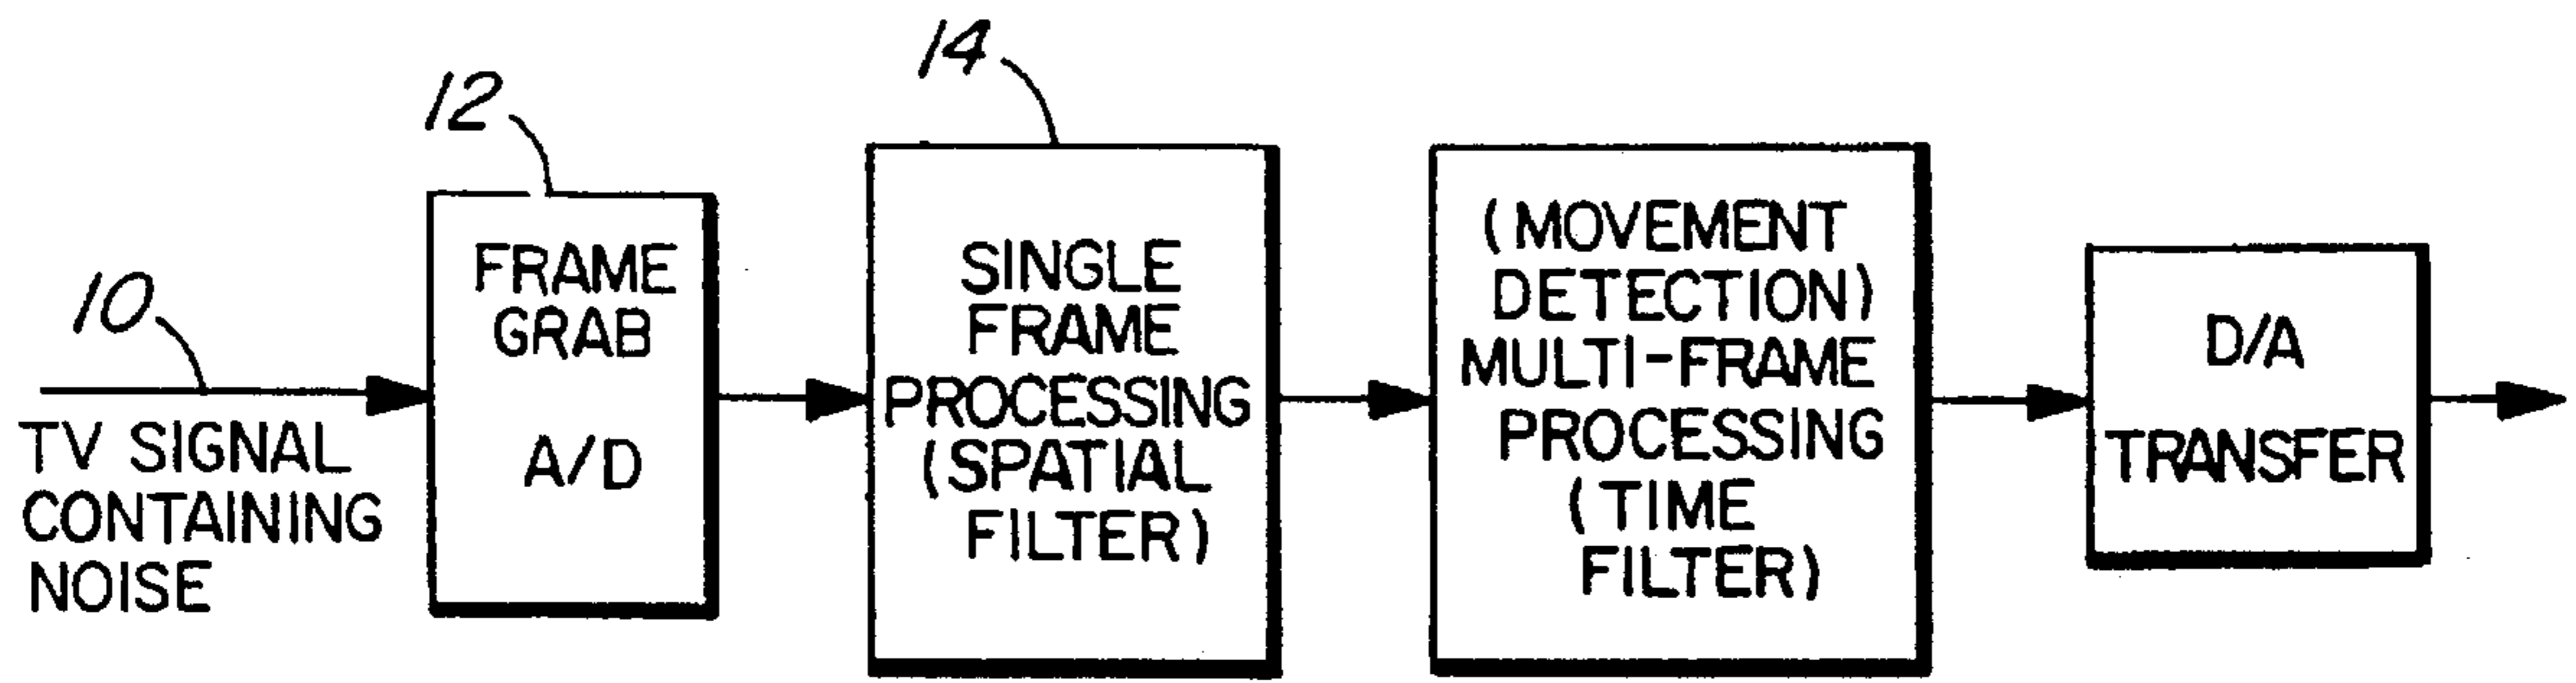 10
TV SIGNAL
CONTAINING
NOISE
12
FRAME
GRAB
A/D
14
SINGLE
FRAME
PROCESSING
(SPATIAL
FILTER)
(MOVEMENT
DETECTION)
MULTI-FRAME
PROCESSING
(TIME
FILTER)
D/A
TRANSFER